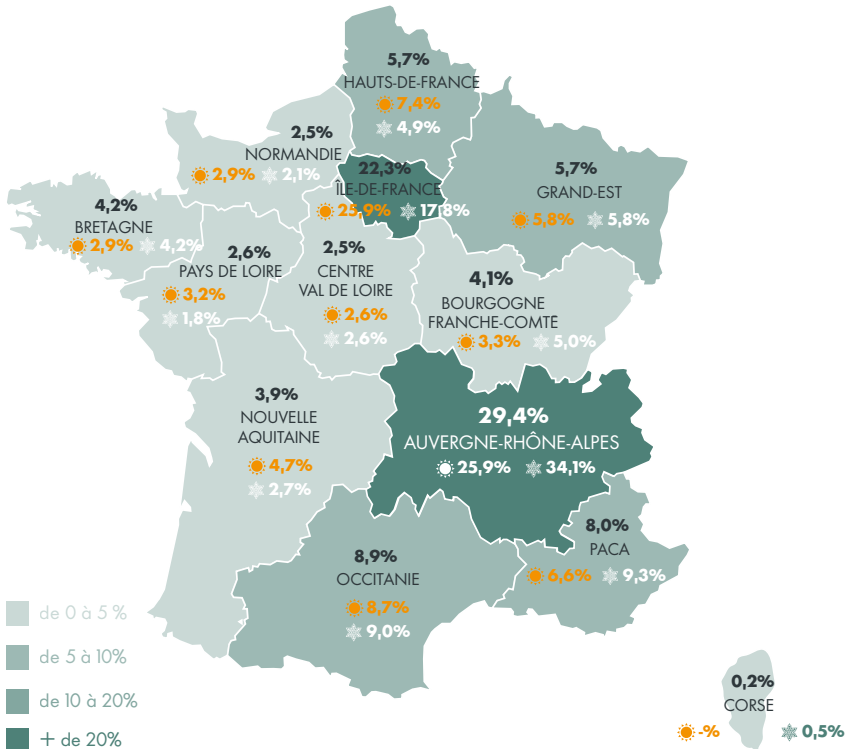 5,7%
HAUTS-DE-FRANCE
7,4%
4,9%
2,5%
NORMANDIE
2,9% 2,1%
22,3%
ÎLE-DE-FRANCE
25,9% 17,8%
5,7%
GRAND-EST
5,8% 5,8%
4,2%
BRETAGNE
2,9% 4,2%
2,6%
PAYS DE LOIRE
3,2%
1,8%
2,5%
CENTRE
VAL DE LOIRE
2,6%
2,6%
4,1%
BOURGOGNE
FRANCHE-COMTE
3,3% 5,0%
3,9%
NOUVELLE
AQUITAINE
4,7%
2,7%
29,4%
AUVERGNE-RHÔNE-ALPES
25,9% 34,1%
8,0%
PACA
6,6% 9,3%
8,9%
OCCITANIE
8,7%
9,0%
0,2%
CORSE
-% 0,5%
de 0 à 5 %
de 5 à 10%
de 10 à 20%
+ de 20%